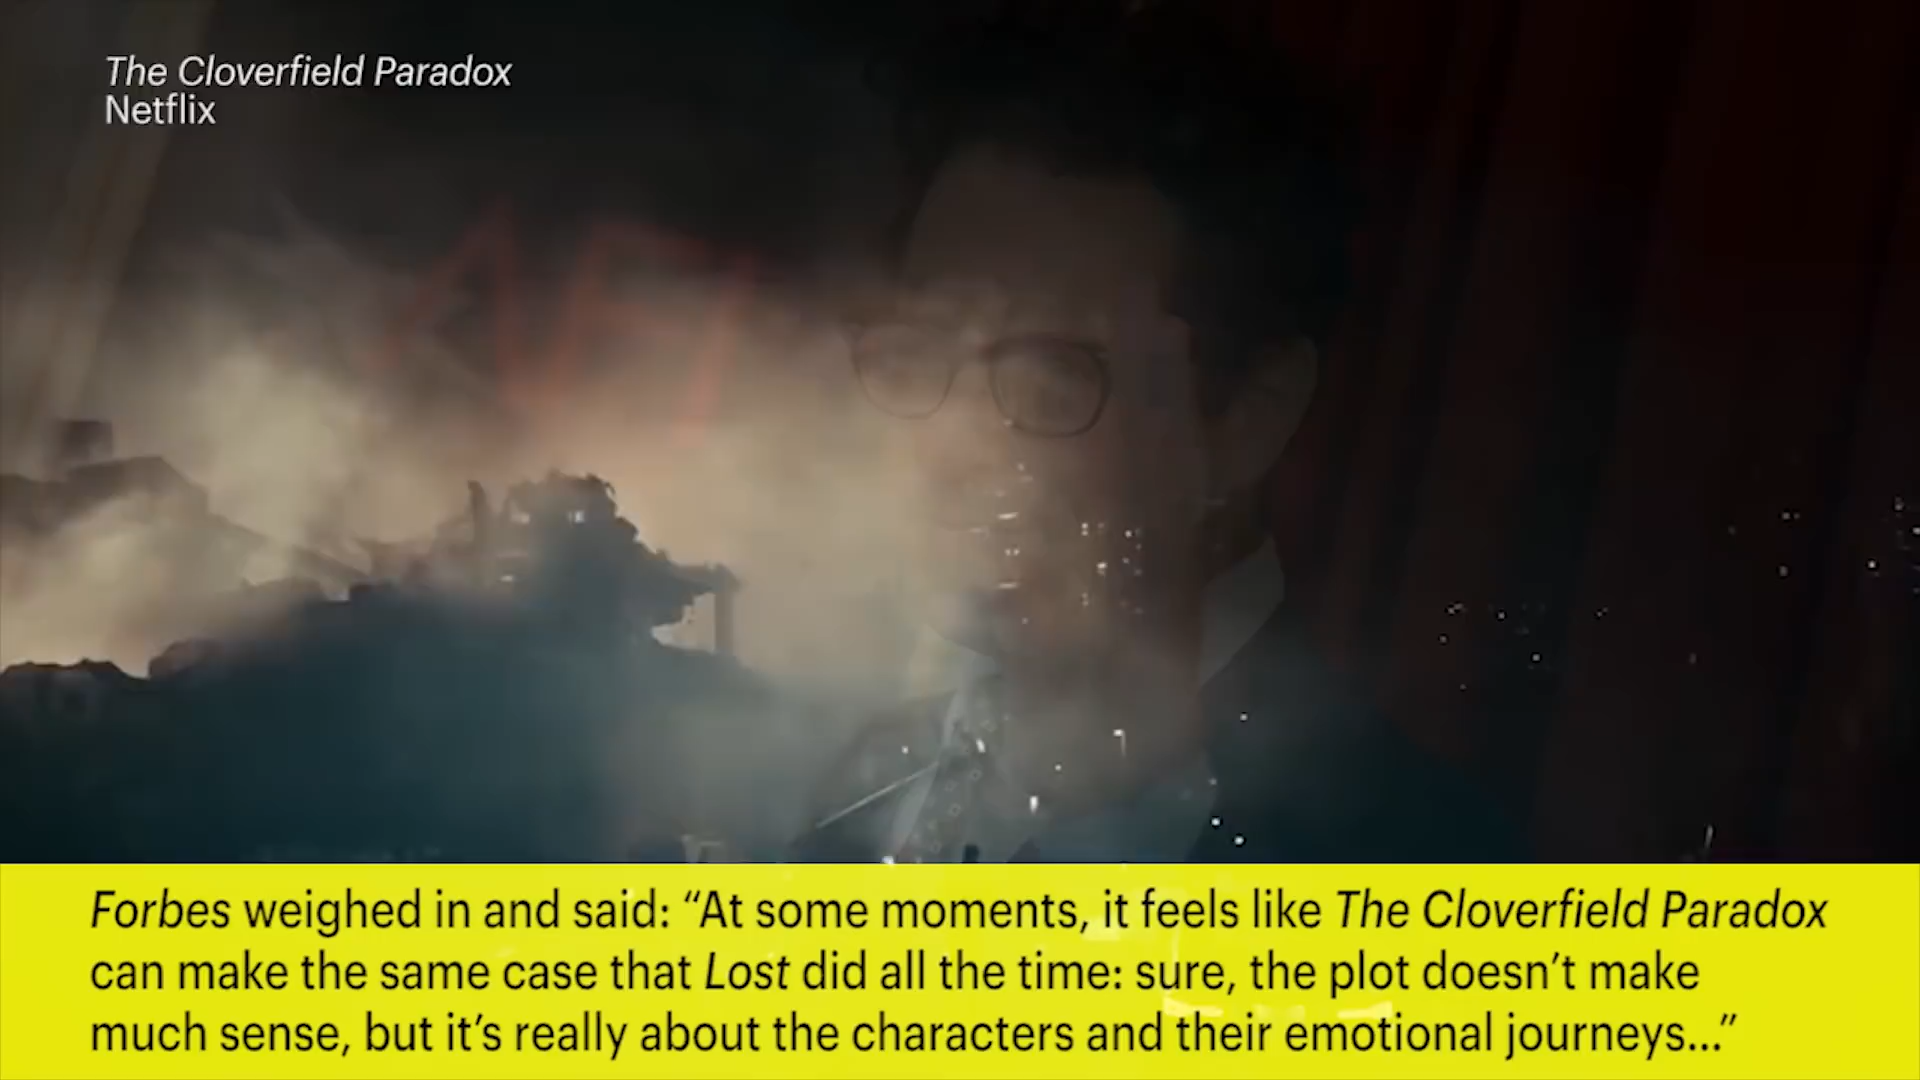 The Cloverfield Paradox
Netflix
Forbes weighed in and said: “At some moments, it feels like The Cloverfield Paradox
can make the same case that Lost did all the time: sure, the plot doesn’t make
much sense, but it’s really about the characters and their emotional journeys...”